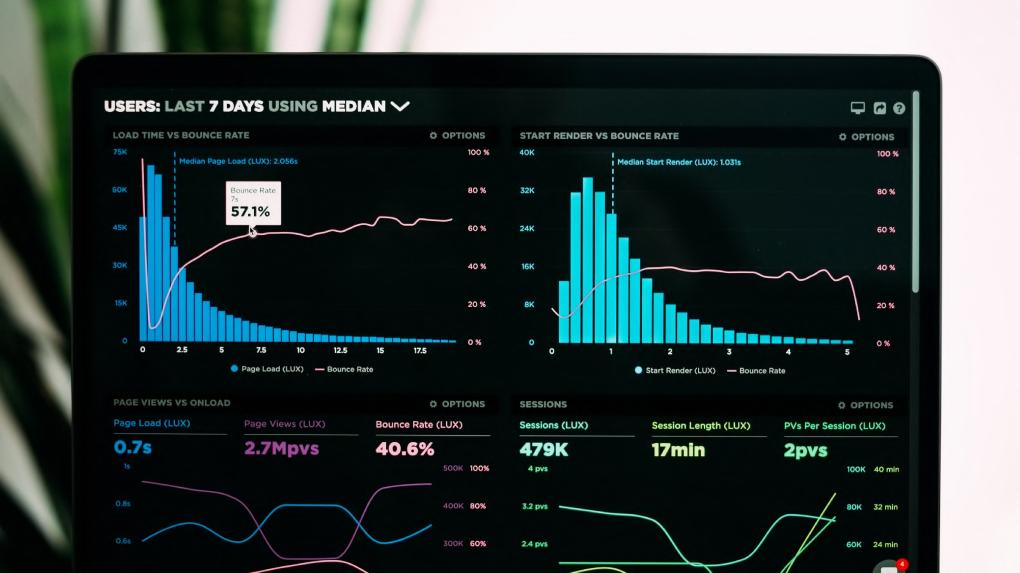 USERS: LAST 7 DAYS USING MEDIAN
LOAD TIME VS BOUNCE RATE
OPTIONS
75K
60K
45K
30K
15K
0
Median Page Load (LUX): 2.056s
Bounce Rate
7s
57.1%
100 %
80 %
60 %
40 %
20 %
0 %
0 2.5 5 7.5 10 12.5 15 17.5
Page Load (LUX) Bounce Rate
START RENDER VS BOUNCE RATE
OPTIONS
40K
32K
24K
16K
8K
0
Median Start Render (LUX): 1.031s
100 %
80 %
60 %
40 %
20 %
0 %
0 1 2 3 4 5
Start Render (LUX) Bounce Rate
PAGE VIEWS VS ONLOAD
OPTIONS
Page Load (LUX) Page Views (LUX) Bounce Rate (LUX)
0.7s 2.7Mpvs 40.6%
1s 500K 100%
0.8s 400K 80%
0.6s 300K 60%
SESSIONS
OPTIONS
Sessions (LUX) Session Length (LUX) PVs Per Session (LUX)
479K 17min 2pvs
4 pvs 100K 40 min
3.2 pvs 80K 32 min
2.4 pvs 60K 24 min
4